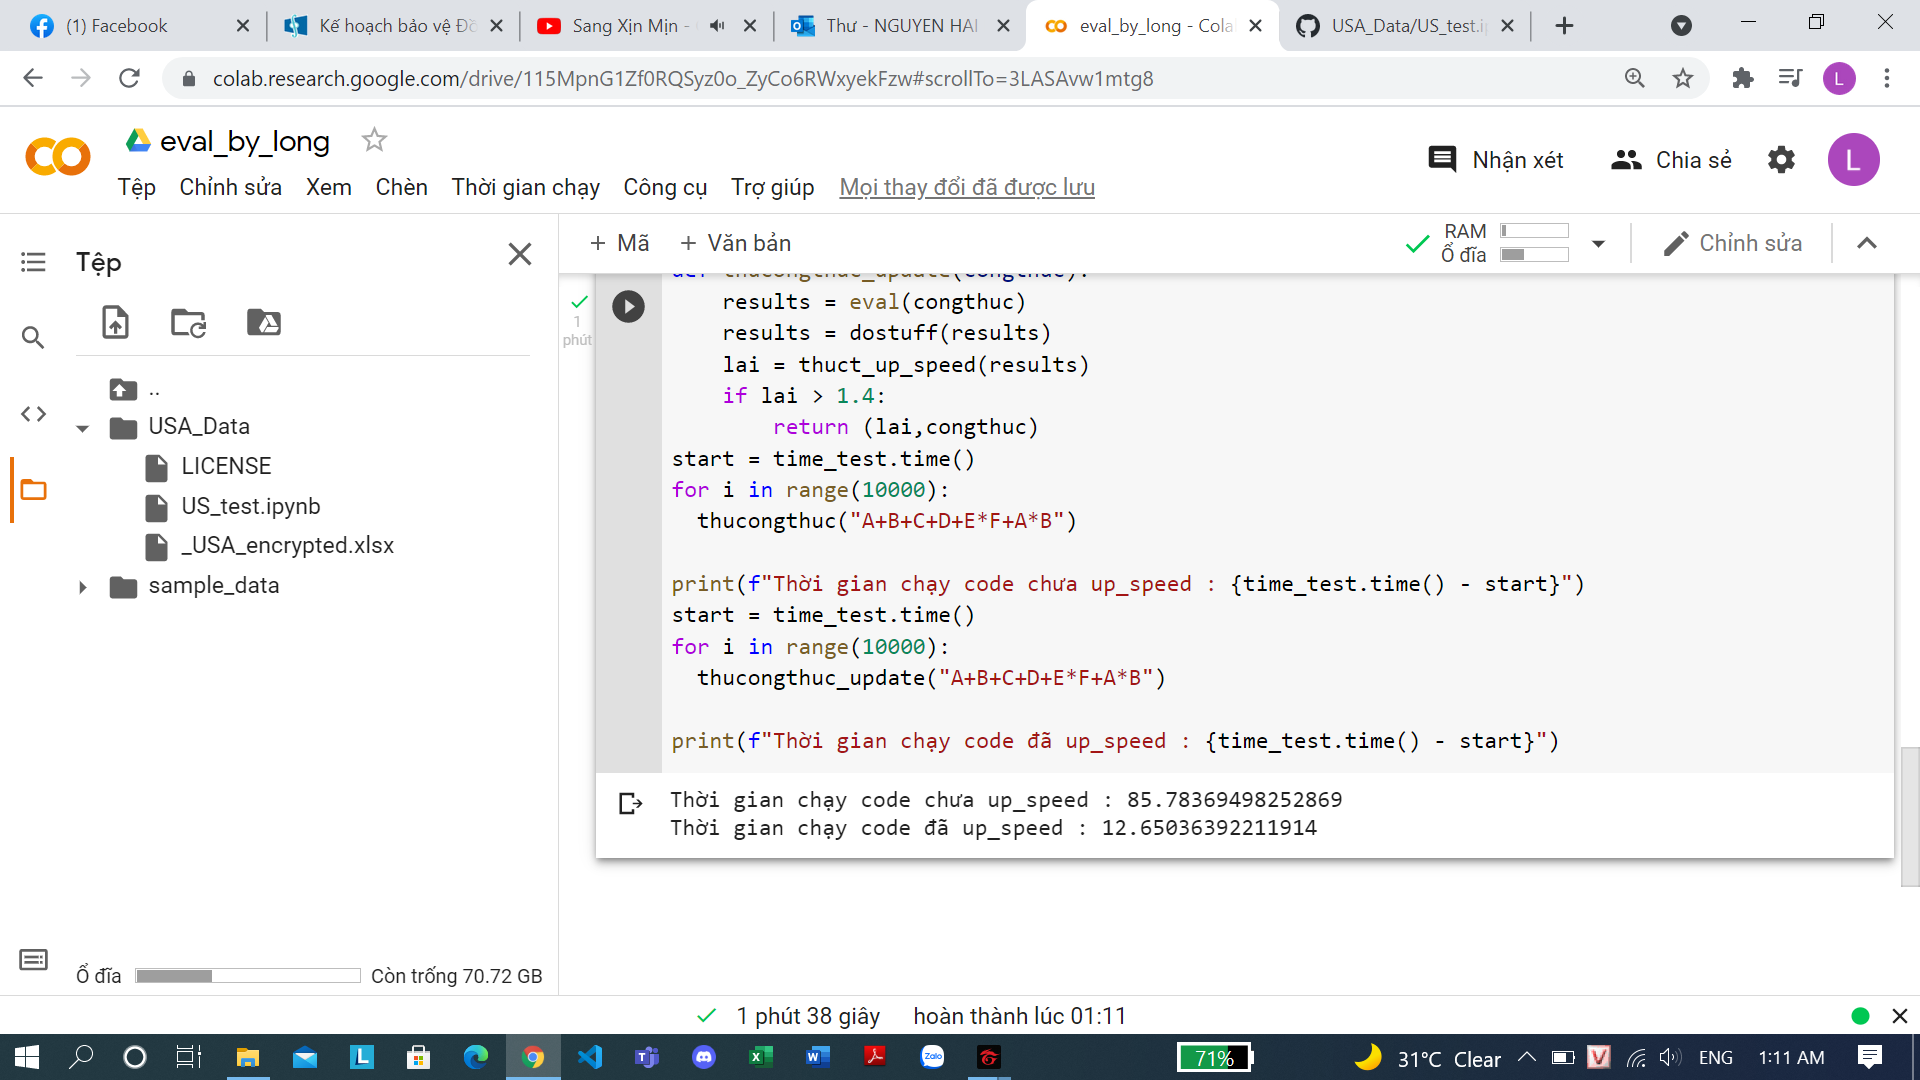 (1) Facebook
Kế hoạch bảo vệ Đồ
Sang Xịn Mịn -
Thư - NGUYEN HAI
eval_by_long - Cola
USA_Data/US_test.i
colab.research.google.com/drive/115MpnG1Zf0RQSyz0o_ZyCo6RWxyekFzw#scrollTo=3LASAvw1mtg8
L
eval_by_long
Nhận xét
Chia sẻ
L
Tệp Chỉnh sửa Xem Chèn Thời gian chạy Công cụ Trợ giúp Mọi thay đổi đã được lưu
Tệp
+ Mã + Văn bản
RAM
Ổ đĩa
Chỉnh sửa
..
USA_Data
LICENSE
US_test.ipynb
_USA_encrypted.xlsx
sample_data
Ổ đĩa
Còn trống 70.72 GB
1
phút
def thucongthuc_update(congthuc):
results = eval(congthuc)
results = dostuff(results)
lai = thuct_up_speed(results)
if lai > 1.4:
return (lai,congthuc)
start = time_test.time()
for i in range(10000):
thucongthuc("A+B+C+D+E*F+A*B")
print(f"Thời gian chạy code chưa up_speed : {time_test.time() - start}")
start = time_test.time()
for i in range(10000):
thucongthuc_update("A+B+C+D+E*F+A*B")
print(f"Thời gian chạy code đã up_speed : {time_test.time() - start}")
Thời gian chạy code chưa up_speed : 85.78369498252869
Thời gian chạy code đã up_speed : 12.65036392211914
1 phút 38 giây hoàn thành lúc 01:11
71%
31°C Clear
ENG
1:11 AM